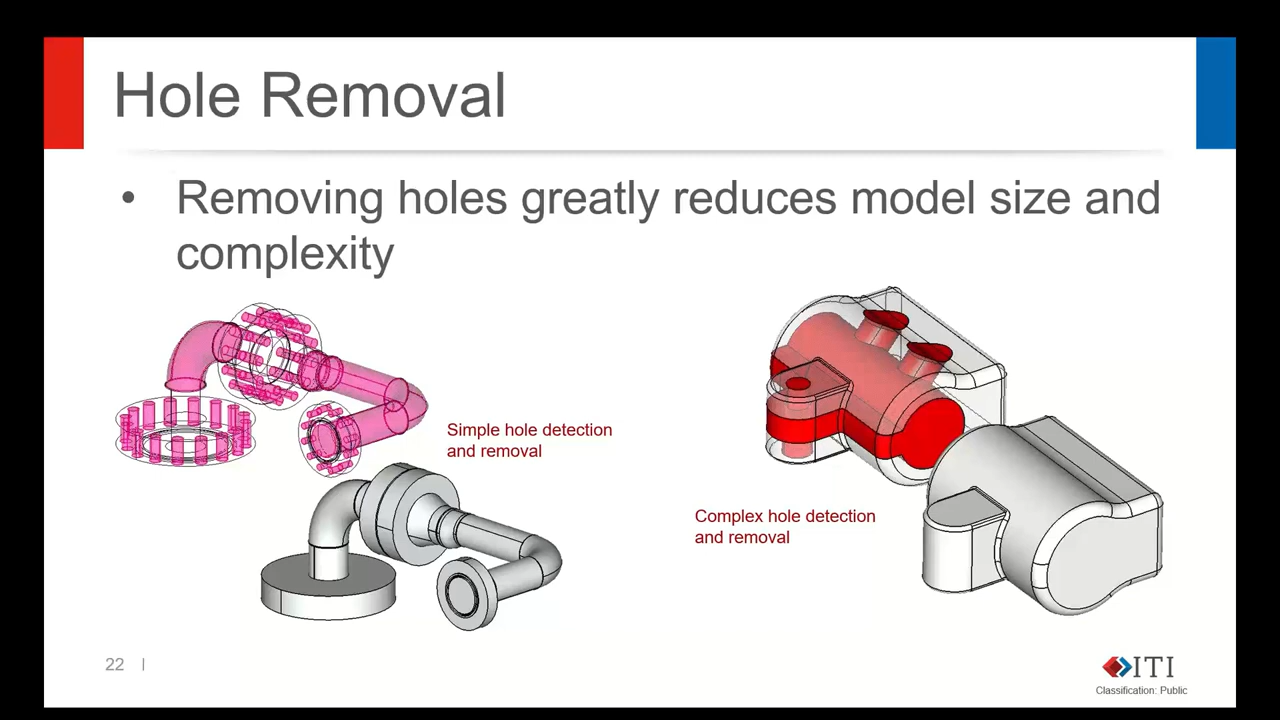 Hole Removal
• Removing holes greatly reduces model size and
complexity
Simple hole detection
and removal
Complex hole detection
and removal
22 |
ITI
Classification: Public